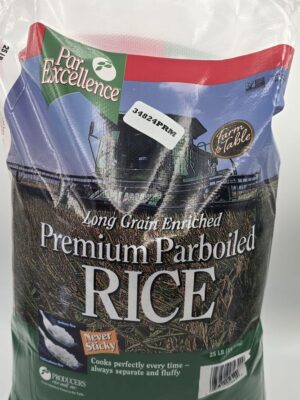 Par
Excellence
34824PRM
Farm to
Table
Long Grain Enriched
Premium Parboiled
RICE
Never
Sticky
Cooks perfectly every time –
always separate and fluffy
PRODUCERS
25 LB